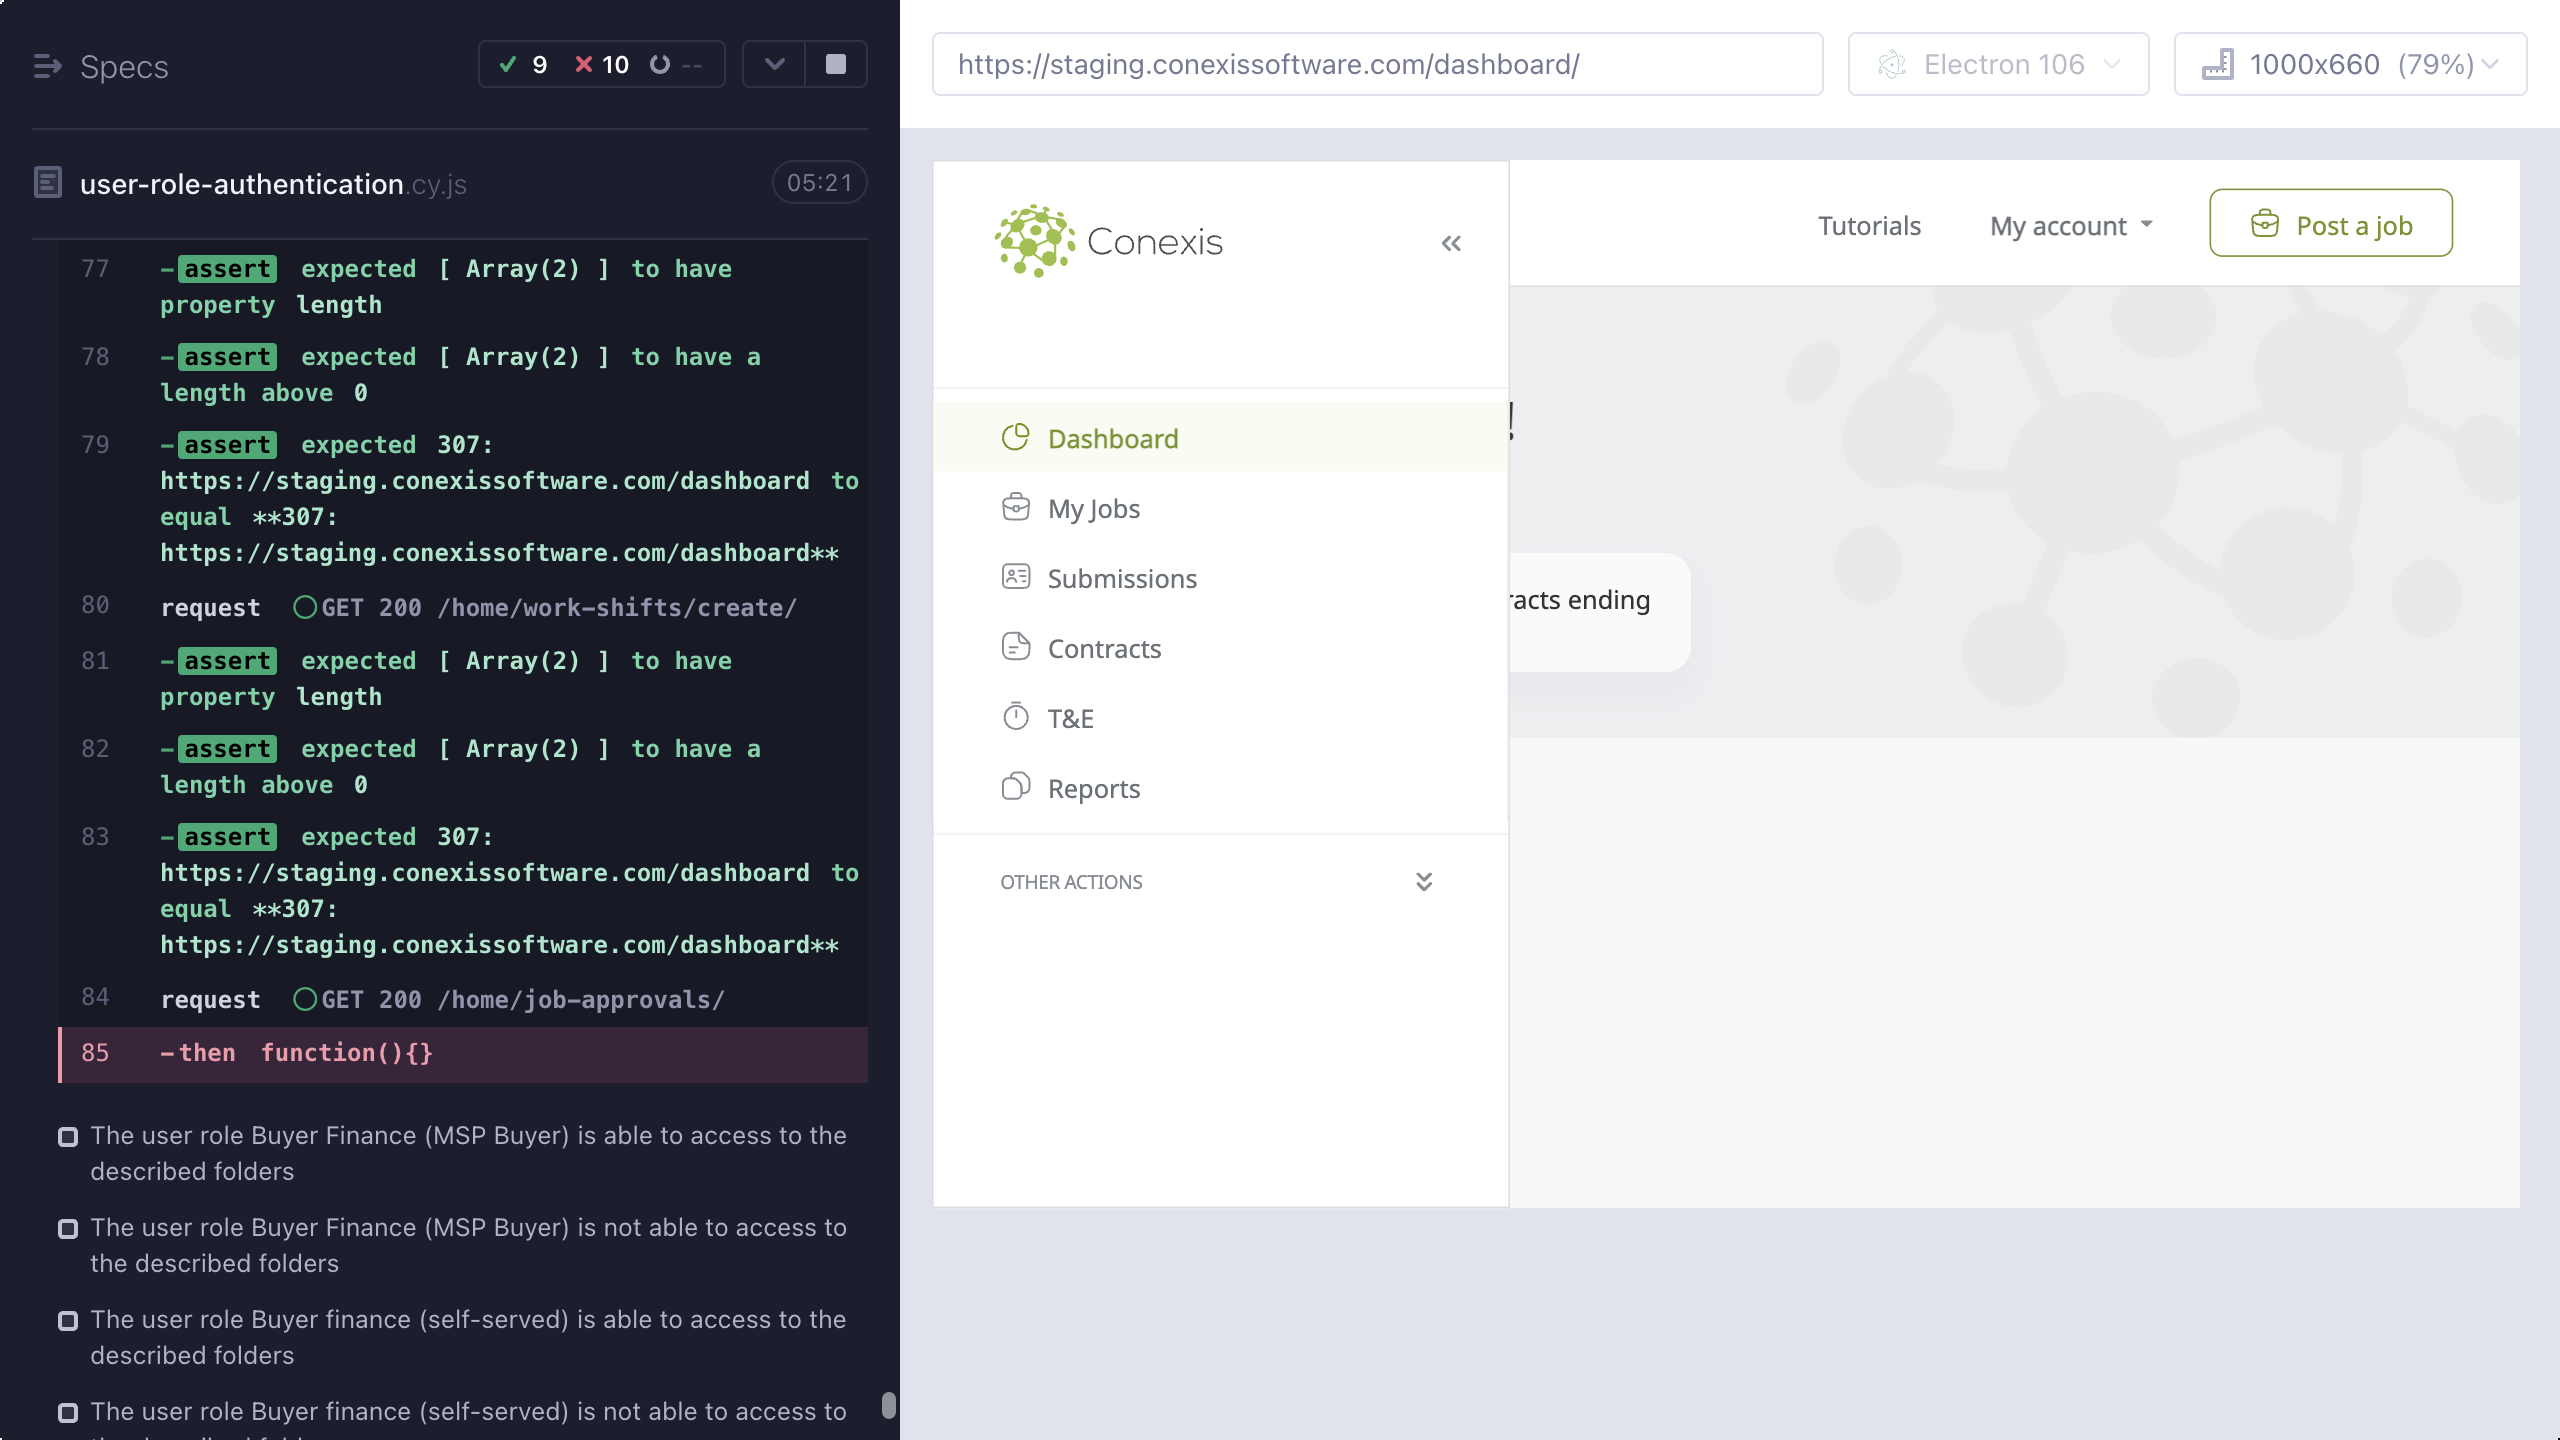 Specs
9 10 --
user-role-authentication.cy.js 05:21
77 -assert expected [ Array(2) ] to have
property length
78 -assert expected [ Array(2) ] to have a
length above 0
79 -assert expected 307:
https://staging.conexissoftware.com/dashboard to
equal **307:
https://staging.conexissoftware.com/dashboard**
80 request GET 200 /home/work-shifts/create/
81 -assert expected [ Array(2) ] to have
property length
82 -assert expected [ Array(2) ] to have a
length above 0
83 -assert expected 307:
https://staging.conexissoftware.com/dashboard to
equal **307:
https://staging.conexissoftware.com/dashboard**
84 request GET 200 /home/job-approvals/
85 -then function(){}
The user role Buyer Finance (MSP Buyer) is able to access to the
described folders
The user role Buyer Finance (MSP Buyer) is not able to access to
the described folders
The user role Buyer finance (self-served) is able to access to the
described folders
The user role Buyer finance (self-served) is not able to access to
https://staging.conexissoftware.com/dashboard/
Electron 106
1000x660 (79%)
Conexis
Tutorials
My account
Post a job
Dashboard
!
My Jobs
Submissions
racts ending
Contracts
T&E
Reports
OTHER ACTIONS